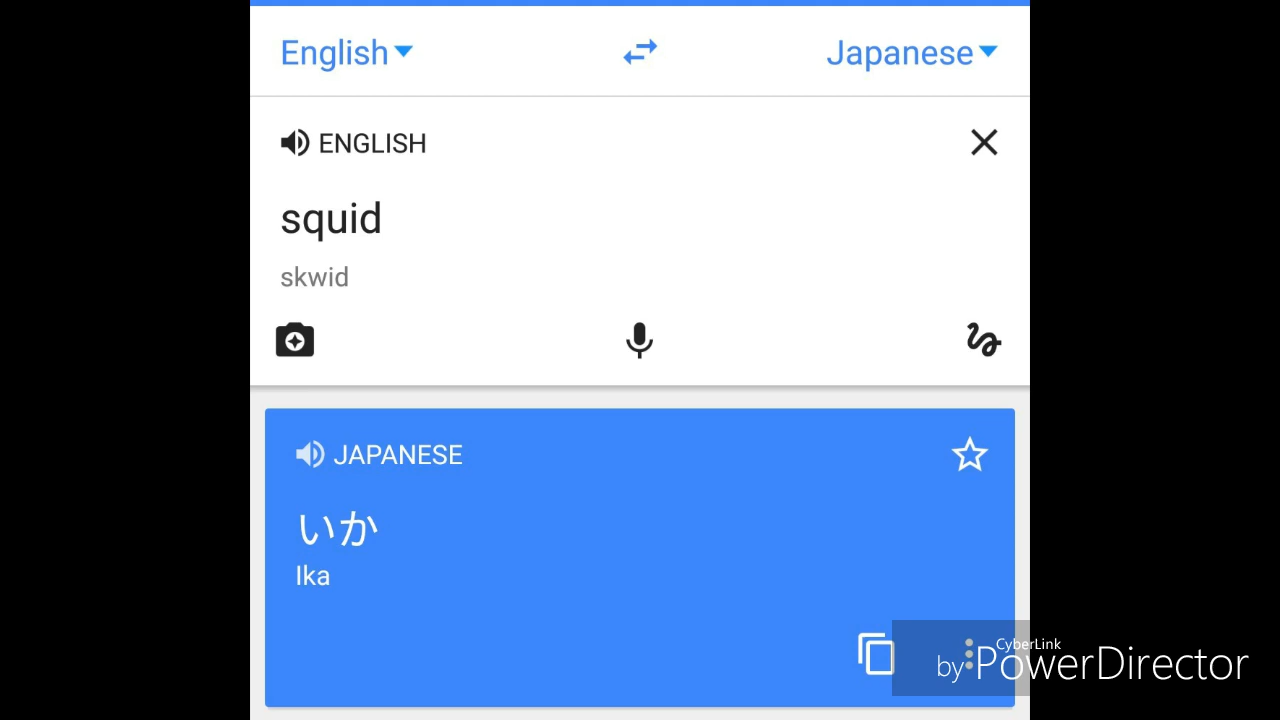 English Japanese
ENGLISH
squid
skwid
JAPANESE
いか
Ika
CyberLink
by PowerDirector